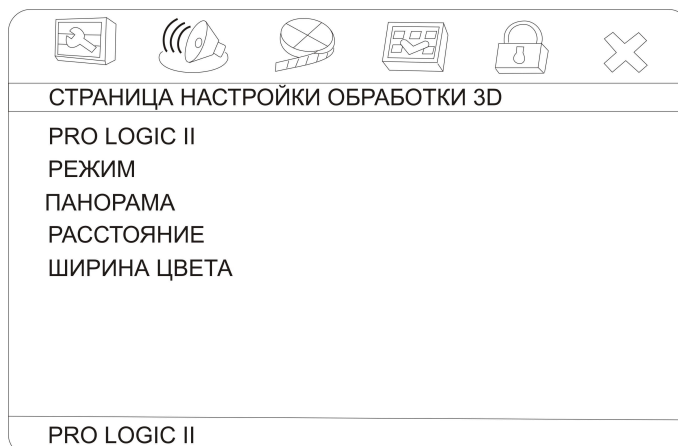 СТРАНИЦА НАСТРОЙКИ ОБРАБОТКИ 3D
PRO LOGIC II
РЕЖИМ
ПАНОРАМА
РАССТОЯНИЕ
ШИРИНА ЦВЕТА
PRO LOGIC II